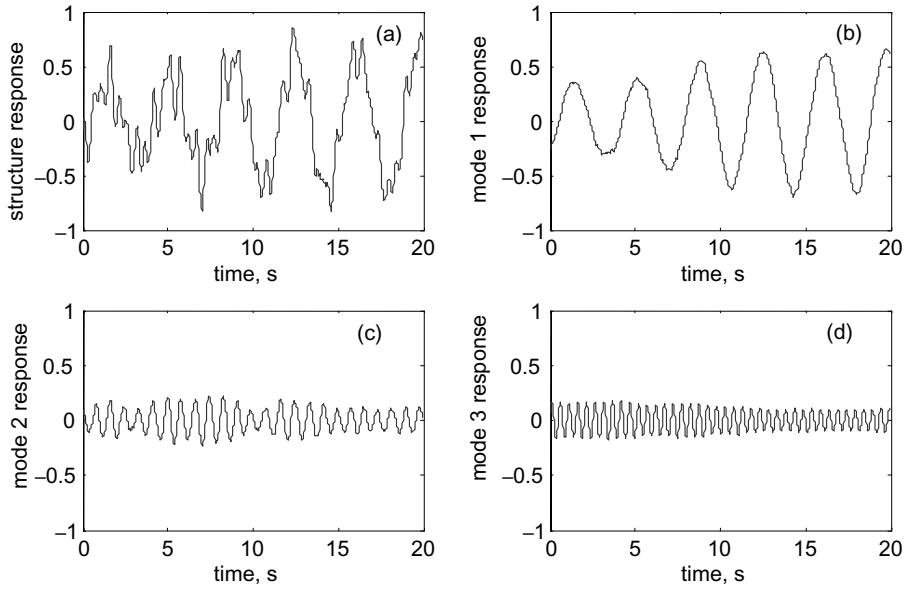 1
(a)
0.5
0
−0.5
−1
structure response
0 5 10 15 20
time, s
1
(b)
0.5
0
−0.5
−1
mode 1 response
0 5 10 15 20
time, s
1
(c)
0.5
0
−0.5
−1
mode 2 response
0 5 10 15 20
time, s
1
(d)
0.5
0
−0.5
−1
mode 3 response
0 5 10 15 20
time, s